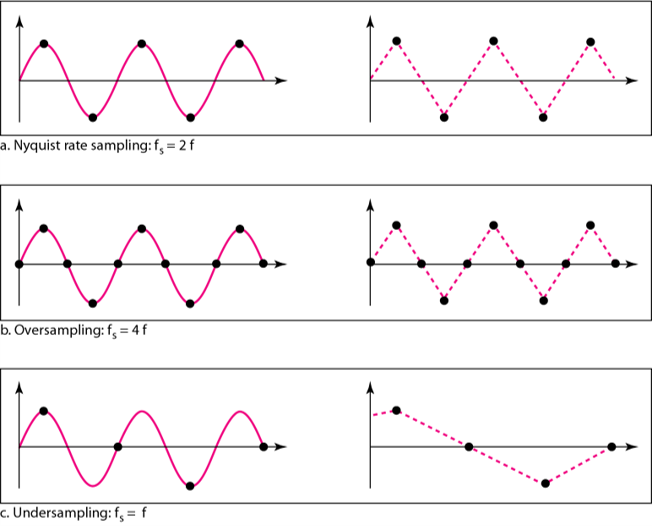 a. Nyquist rate sampling: fs = 2 f
b. Oversampling: fs = 4 f
c. Undersampling: fs = f